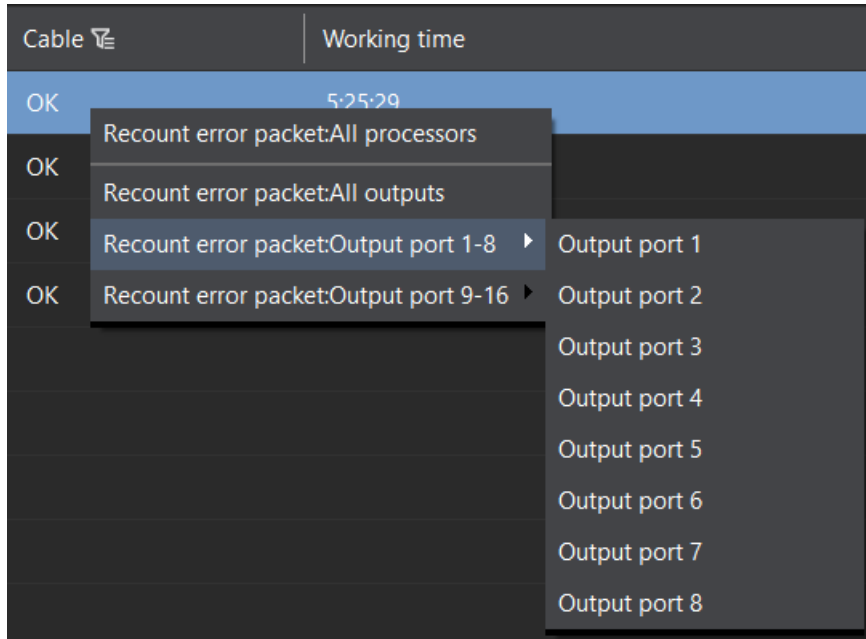 Cable Working time
OK 5:25:29
Recount error packet:All processors
OK
Recount error packet:All outputs
OK Recount error packet:Output port 1-8 Output port 1
OK Recount error packet:Output port 9-16 Output port 2
Output port 3
Output port 4
Output port 5
Output port 6
Output port 7
Output port 8